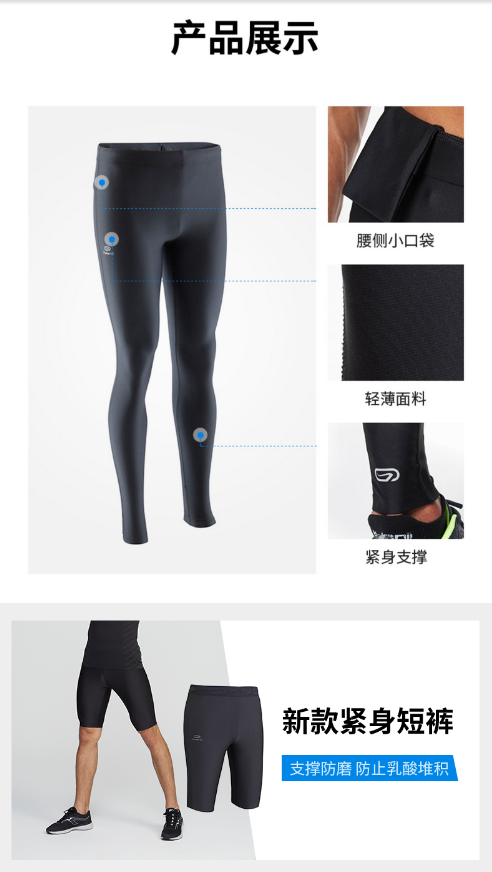 产品展示
腰侧小口袋
轻薄面料
紧身支撑
新款紧身短裤
支撑防磨 防止乳酸堆积